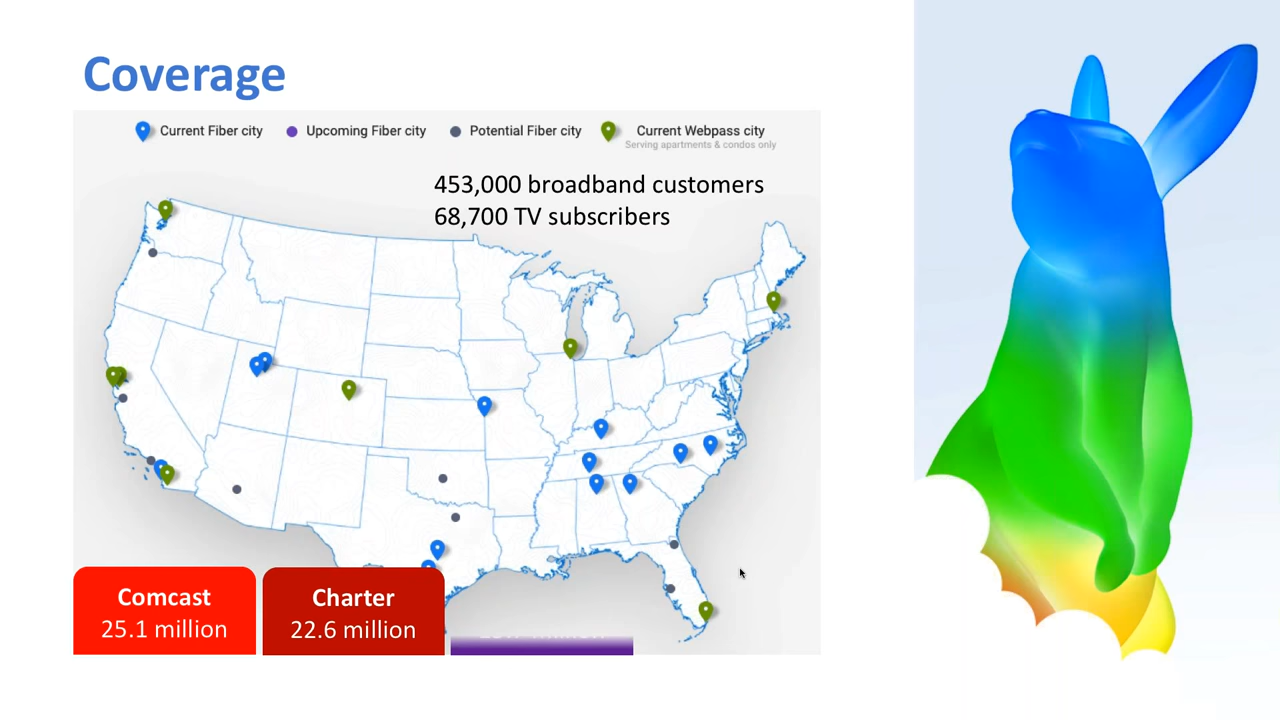 Coverage
Current Fiber city
Upcoming Fiber city
Potential Fiber city
Current Webpass city
Serving apartments & condos only
453,000 broadband customers
68,700 TV subscribers
Comcast
25.1 million
Charter
22.6 million